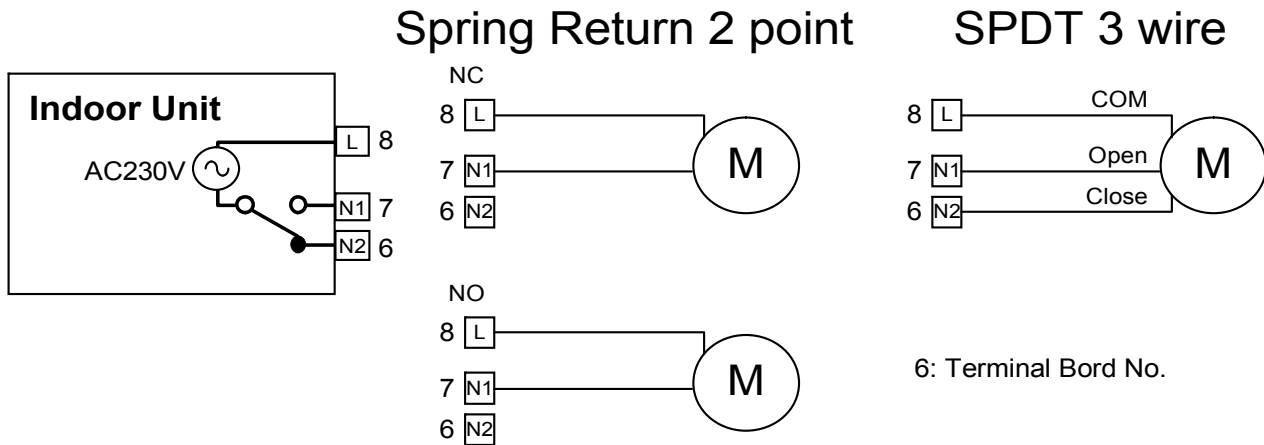 Spring Return 2 point
SPDT 3 wire
Indoor Unit
AC230V
L 8
N1 7
N2 6
NC
8 L
7 N1
6 N2
M
NO
8 L
7 N1
6 N2
M
8 L
7 N1
6 N2
COM
Open
Close
M
6: Terminal Bord No.